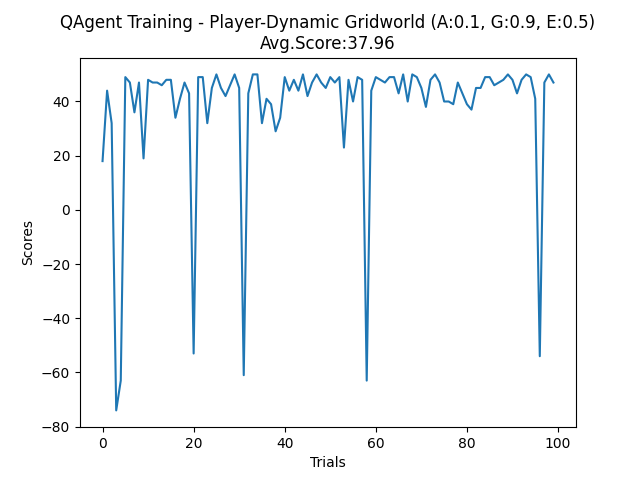 QAgent Training - Player-Dynamic Gridworld (A:0.1, G:0.9, E:0.5)
Avg.Score:37.96
40
20
0
−20
−40
−60
−80
Scores
0 20 40 60 80 100
Trials